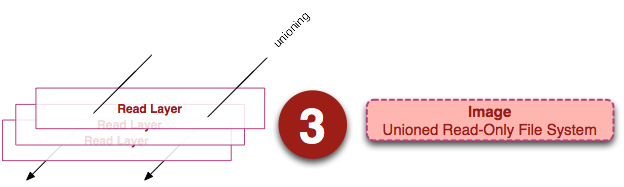 unioning
Read Layer
Read Layer
Read Layer
3
Image
Unioned Read-Only File System